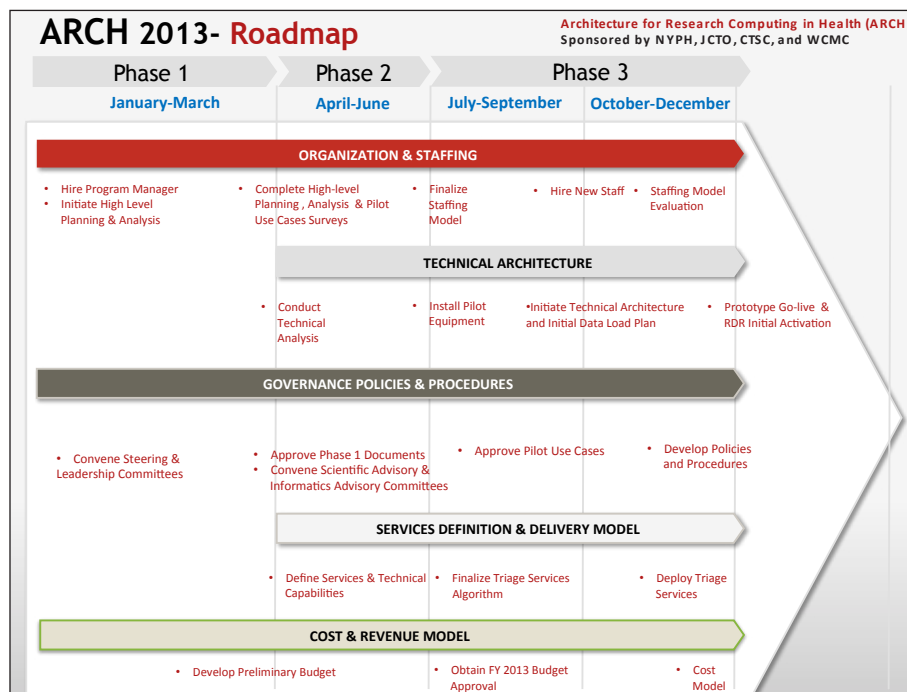 ARCH 2013- Roadmap
Architecture for Research Computing in Health (ARCH
Sponsored by NYPH, JCTO, CTSC, and WCMC
Phase 1
Phase 2
Phase 3
January-March
April-June
July-September
October-December
ORGANIZATION & STAFFING
• Hire Program Manager
• Initiate High Level
Planning & Analysis
• Complete High-level
Planning , Analysis & Pilot
Use Cases Surveys
• Finalize
Staffing
Model
• Hire New Staff
• Staffing Model
Evaluation
TECHNICAL ARCHITECTURE
• Conduct
Technical
Analysis
• Install Pilot
Equipment
•Initiate Technical Architecture
and Initial Data Load Plan
• Prototype Go-live &
RDR Initial Activation
GOVERNANCE POLICIES & PROCEDURES
• Convene Steering &
Leadership Committees
• Approve Phase 1 Documents
• Convene Scientific Advisory &
Informatics Advisory Committees
• Approve Pilot Use Cases
• Develop Policies
and Procedures
SERVICES DEFINITION & DELIVERY MODEL
• Define Services & Technical
Capabilities
• Finalize Triage Services
Algorithm
• Deploy Triage
Services
COST & REVENUE MODEL
• Develop Preliminary Budget
• Obtain FY 2013 Budget
Approval
• Cost
Model